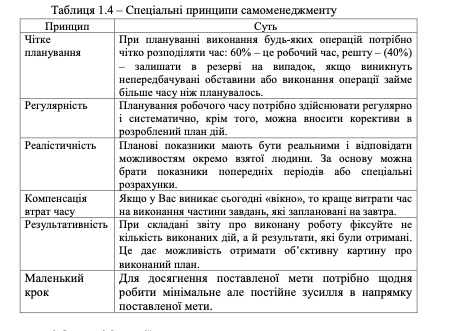 Таблиця 1.4 – Спеціальні принципи самоменеджменту
Принцип Суть
Чітке планування При плануванні виконання будь-яких операцій потрібно
чітко розподіляти час: 60% – це робочий час, решту – (40%)
– залишати в резерві на випадок, якщо виникнуть
непередбачувані обставини або виконання операції займе
більше часу ніж планувалось.
Регулярність Планування робочого часу потрібно здійснювати регулярно
і систематично, крім того, можна вносити корективи в
розроблений план дій.
Реалістичність Планові показники мають бути реальними і відповідати
можливостям окремо взятої людини. За основу можна
брати показники попередніх періодів або спеціальні
розрахунки.
Компенсація втрат часу Якщо у Вас виникає сьогодні «вікно», то краще витрати час
на виконання частини завдань, які заплановані на завтра.
Результативність При складані звіту про виконану роботу фіксуйте не
кількість виконаних дій, а й результати, які були отримані.
Це дає можливість отримати об’єктивну картину про
виконаний план.
Маленький крок Для досягнення поставленої мети потрібно щодня
робити мінімальне але постійне зусилля в напрямку
поставленої мети.